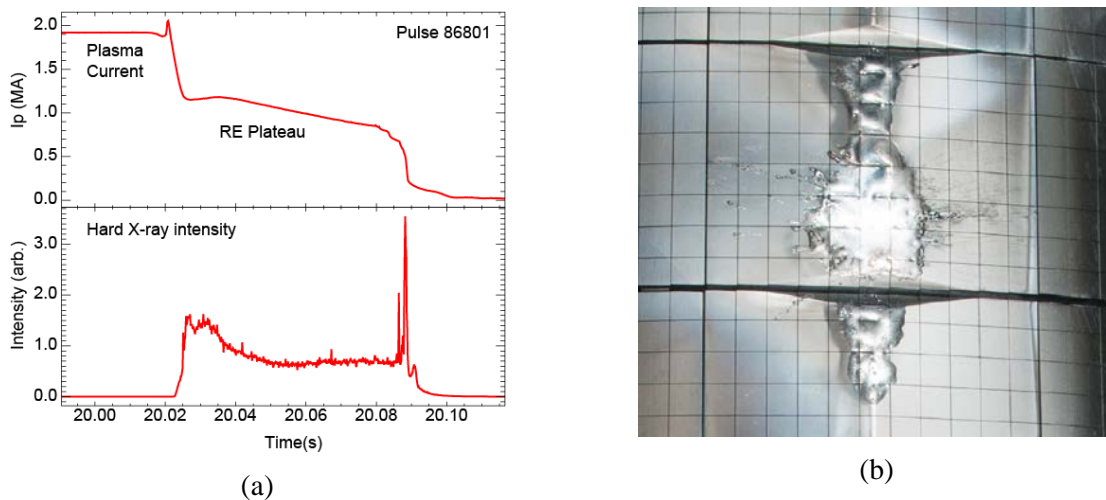 Plasma
Current
Pulse 86801
RE Plateau
Ip (MA)
2.0
1.5
1.0
0.5
0.0
Hard X-ray intensity
Intensity (arb.)
3.0
2.0
1.0
0.0
20.00 20.02 20.04 20.06 20.08 20.10
Time(s)
(a)
(b)